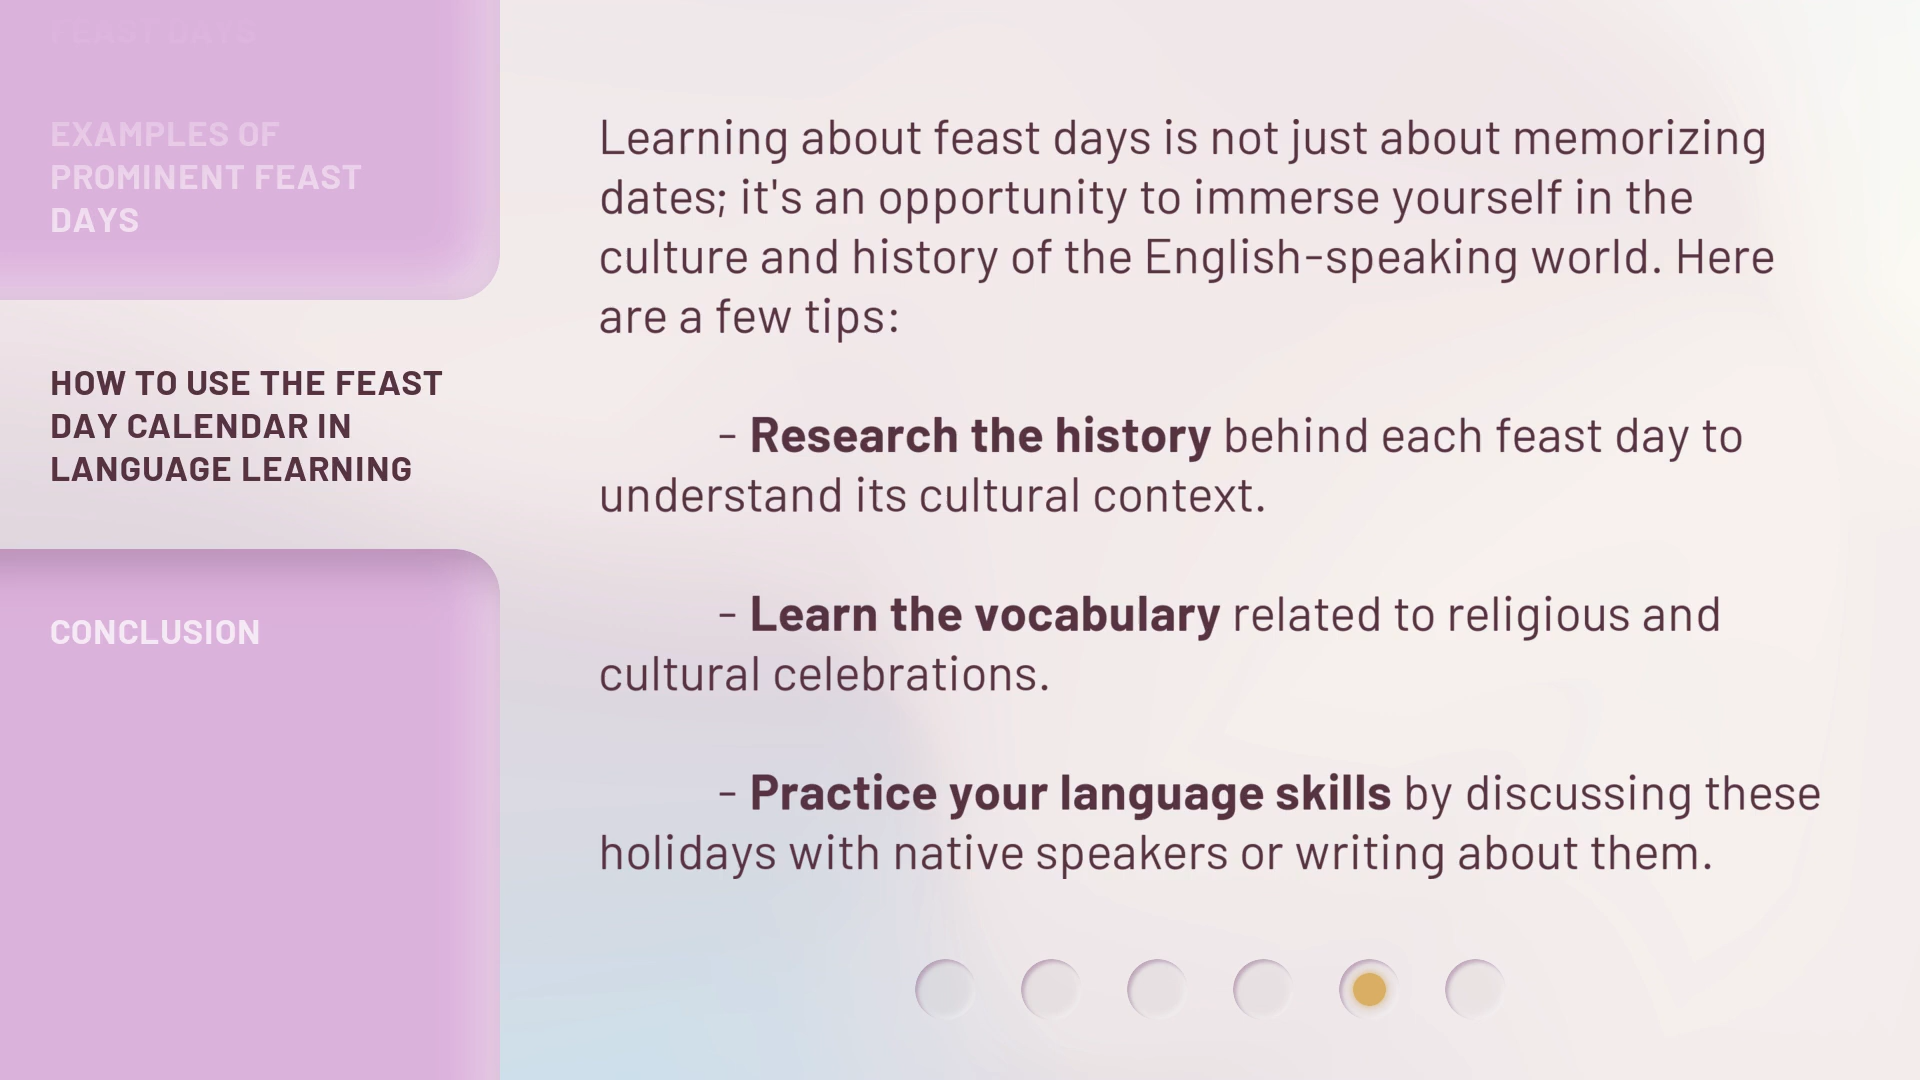 FEAST DAYS
EXAMPLES OF
PROMINENT FEAST
DAYS
HOW TO USE THE FEAST
DAY CALENDAR IN
LANGUAGE LEARNING
CONCLUSION
Learning about feast days is not just about memorizing
dates; it's an opportunity to immerse yourself in the
culture and history of the English-speaking world. Here
are a few tips:
- Research the history behind each feast day to
understand its cultural context.
- Learn the vocabulary related to religious and
cultural celebrations.
- Practice your language skills by discussing these
holidays with native speakers or writing about them.